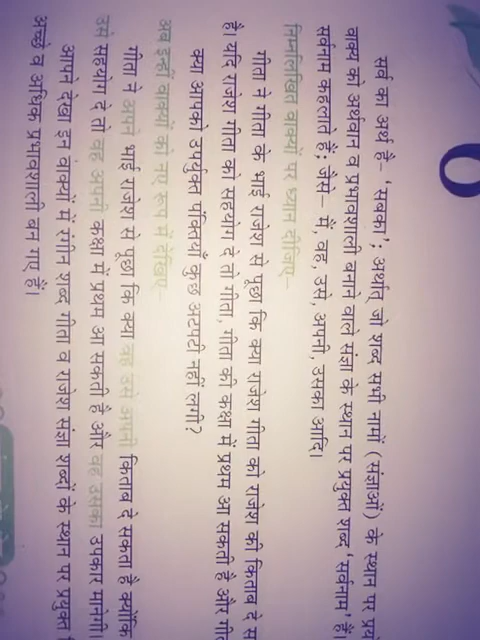 सर्व का अर्थ है– 'सबका'; अर्थात् जो शब्द सभी नामों (संज्ञाओं) के स्थान पर
वाक्य को अर्थवान व प्रभावशाली बनाने वाले संज्ञा के स्थान पर प्रयुक्त शब्द 'सर्वनाम' हैं।
सर्वनाम कहलाते हैं; जैसे– मैं, वह, उसे, अपनी, उसका आदि।
निम्नलिखित वाक्यों पर ध्यान दीजिए–
गीता ने गीता के भाई राजेश से पूछा कि क्या राजेश गीता को राजेश की किताब दे
है। यदि राजेश गीता को सहयोग दे तो गीता, गीता की कक्षा में प्रथम आ सकती है और
क्या आपको उपर्युक्त पंक्तियाँ कुछ अटपटी नहीं लगी?
अब इन्हीं वाक्यों को नए रूप में देखिए–
गीता ने अपने भाई राजेश से पूछा कि क्या वह उसे अपनी किताब दे सकता है क्योंकि
उसे सहयोग दे तो वह अपनी कक्षा में प्रथम आ सकती है और वह उसका उपकार मानेगी।
आपने देखा इन वाक्यों में रंगीन शब्द गीता व राजेश संज्ञा शब्दों के स्थान पर प्रयुक्त
अच्छे व अधिक प्रभावशाली बन गए हैं।